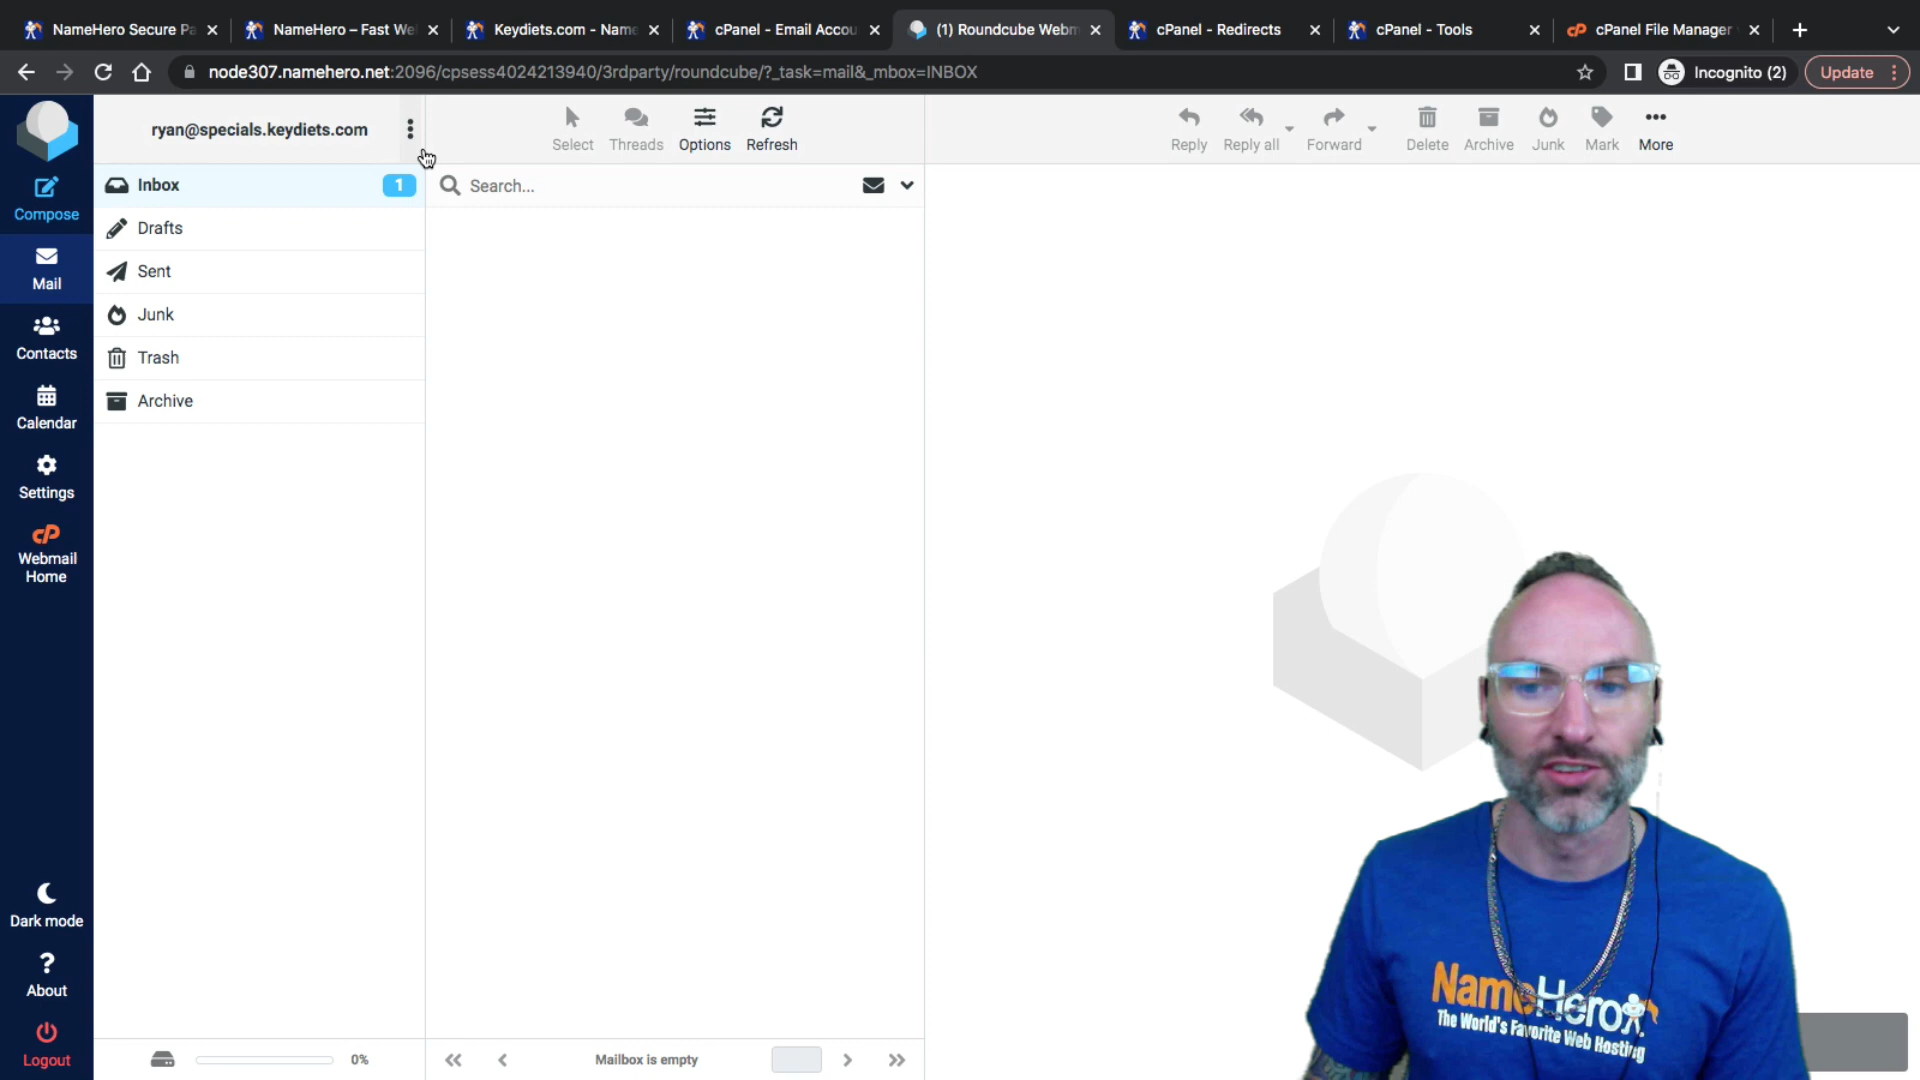 NameHero Secure Pa
NameHero – Fast We
Keydiets.com - Name
cPanel - Email Accou
(1) Roundcube Webm
cPanel - Redirects
cPanel - Tools
cPanel File Manager
node307.namehero.net:2096/cpsess4024213940/3rdparty/roundcube/?_task=mail&_mbox=INBOX
Incognito (2)
Update
ryan@specials.keydiets.com
Select
Threads
Options
Refresh
Reply
Reply all
Forward
Delete
Archive
Junk
Mark
More
Compose
Mail
Contacts
Calendar
Settings
cP
Webmail
Home
Dark mode
About
Logout
Inbox
1
Drafts
Sent
Junk
Trash
Archive
0%
Search...
Mailbox is empty
NameHero
The World's Favorite Web Hosting